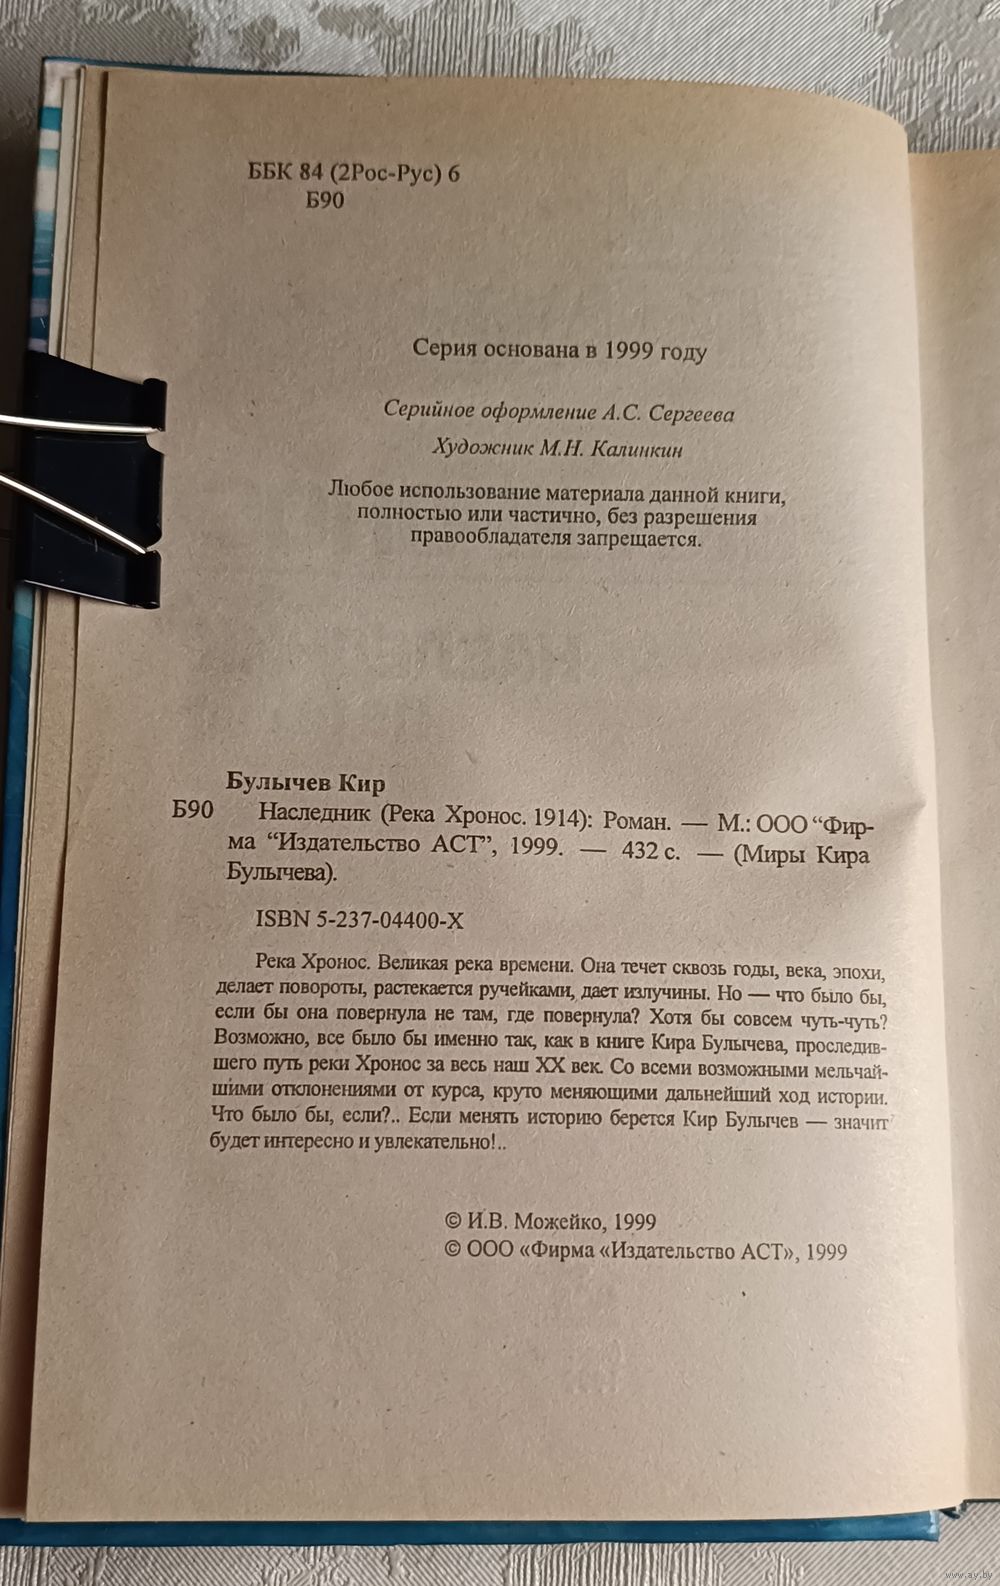 ББК 84 (2Рос-Рус) 6
Б90
Серия основана в 1999 году
Серийное оформление А.С. Сергеева
Художник М.Н. Калинкин
Любое использование материала данной книги,
полностью или частично, без разрешения
правообладателя запрещается.
Булычев Кир
Б90 Наследник (Река Хронос. 1914): Роман. — М.: ООО “Фир-
ма “Издательство АСТ”, 1999. — 432 с. — (Миры Кира
Булычева).
ISBN 5-237-04400-X
Река Хронос. Великая река времени. Она течет сквозь годы, века, эпохи,
делает повороты, растекается ручейками, дает излучины. Но — что было бы,
если бы она повернула не там, где повернула? Хотя бы совсем чуть-чуть?
Возможно, все было бы именно так, как в книге Кира Булычева, проследив-
шего путь реки Хронос за весь наш XX век. Со всеми возможными мельчай-
шими отклонениями от курса, круто меняющими дальнейший ход истории.
Что было бы, если?.. Если менять историю берется Кир Булычев — значит
будет интересно и увлекательно!..
© И.В. Можейко, 1999
© ООО «Фирма «Издательство АСТ», 1999
www.ay.by